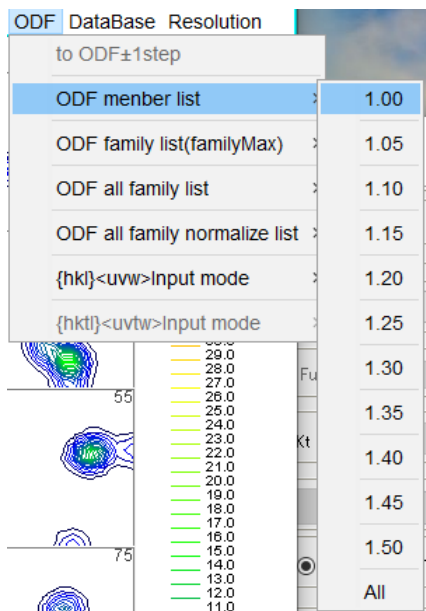 ODF DataBase Resolution
to ODF±1step
ODF menber list
ODF family list(familyMax)
ODF all family list
ODF all family normalize list
{hkl}<uvw>Input mode
{hktl}<uvtw>Input mode
1.00
1.05
1.10
1.15
1.20
1.25
1.30
1.35
1.40
1.45
1.50
All
55
75
29.0
28.0
27.0
26.0
25.0
24.0
23.0
22.0
21.0
20.0
19.0
18.0
17.0
16.0
15.0
14.0
13.0
12.0
11.0
Fu
Kt